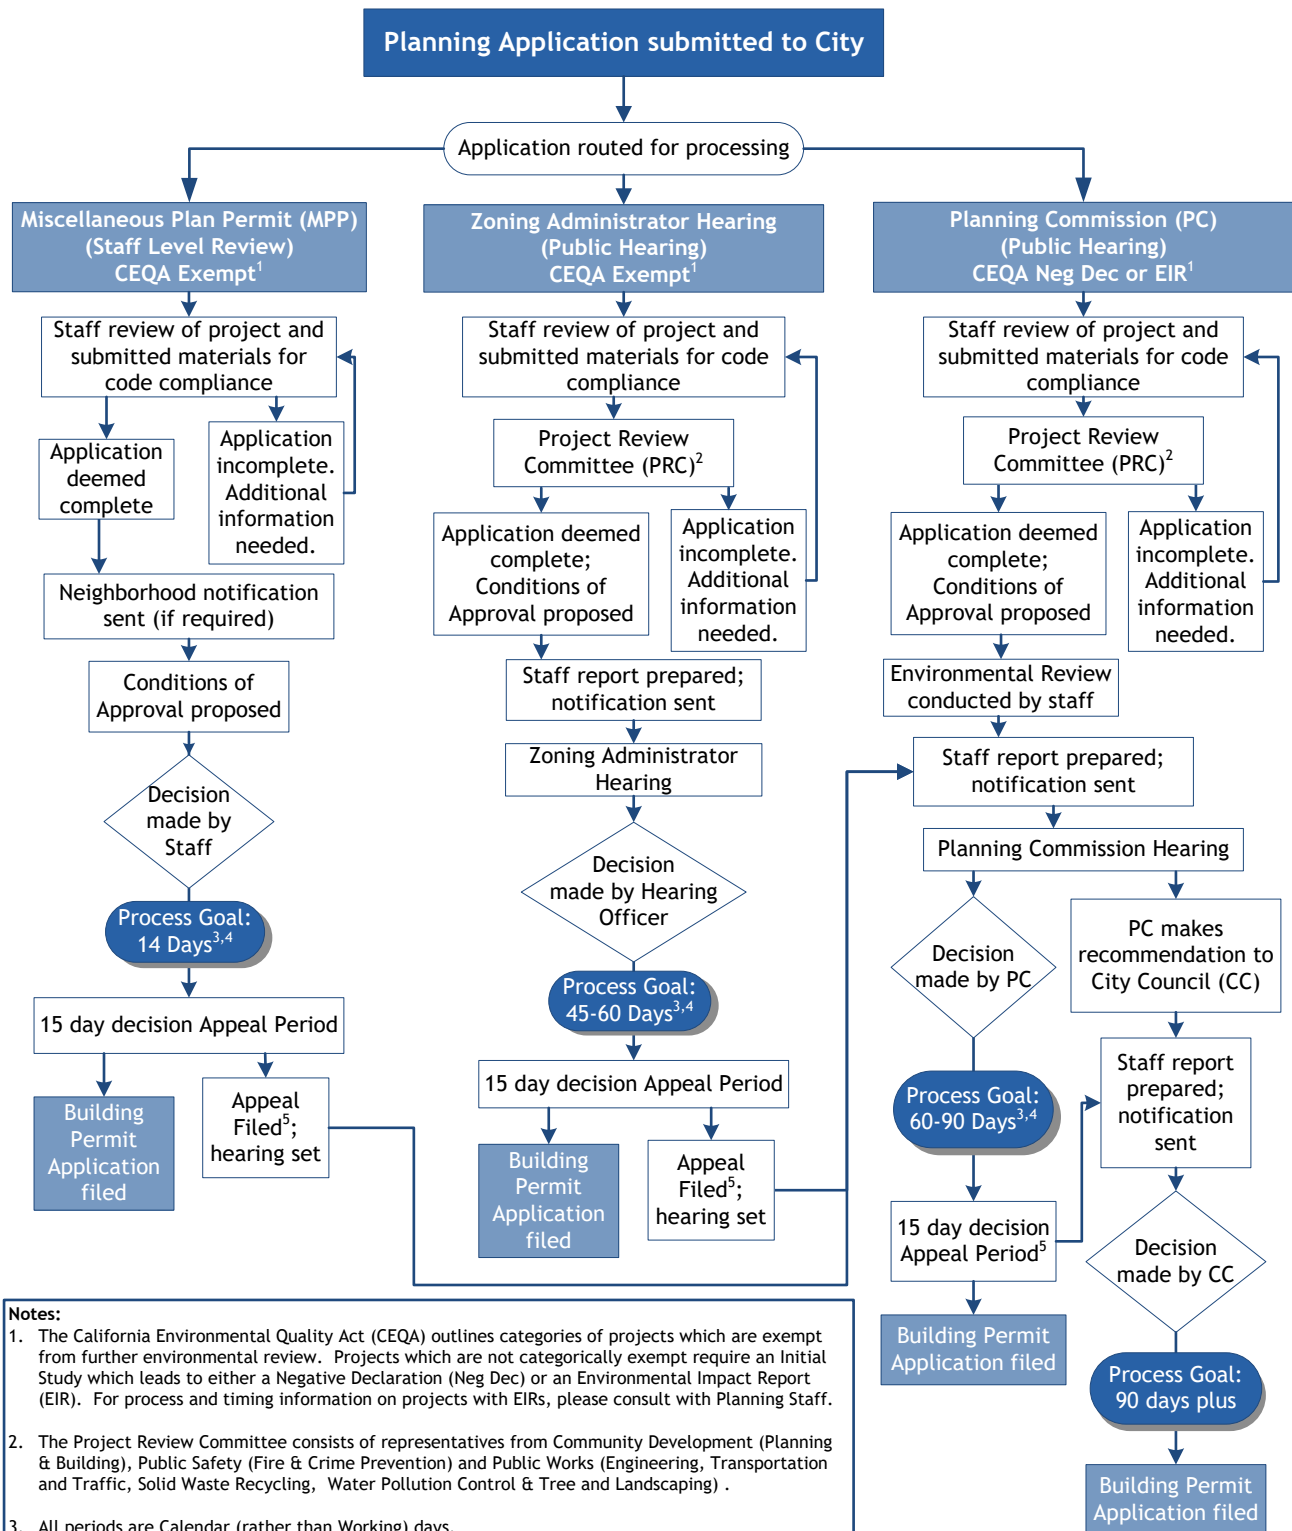 Planning Application submitted to City
Application routed for processing
Miscellaneous Plan Permit (MPP)
(Staff Level Review)
CEQA Exempt1
Staff review of project and
submitted materials for
code compliance
Application
deemed
complete
Application
incomplete.
Additional
information
needed.
Neighborhood notification
sent (if required)
Conditions of
Approval proposed
Decision
made by
Staff
Process Goal:
14 Days3,4
15 day decision Appeal Period
Building
Permit
Application
filed
Appeal
Filed5;
hearing set
Zoning Administrator Hearing
(Public Hearing)
CEQA Exempt1
Staff review of project and
submitted materials for code
compliance
Project Review
Committee (PRC)2
Application deemed
complete;
Conditions of
Approval proposed
Application
incomplete.
Additional
information
needed.
Staff report prepared;
notification sent
Zoning Administrator
Hearing
Decision
made by Hearing
Officer
Process Goal:
45-60 Days3,4
15 day decision Appeal Period
Building
Permit
Application
filed
Appeal
Filed5;
hearing set
Planning Commission (PC)
(Public Hearing)
CEQA Neg Dec or EIR1
Staff review of project and
submitted materials for code
compliance
Project Review
Committee (PRC)2
Application deemed
complete;
Conditions of
Approval proposed
Application
incomplete.
Additional
information
needed.
Environmental Review
conducted by staff
Staff report prepared;
notification sent
Planning Commission Hearing
Decision
made by PC
Process Goal:
60-90 Days3,4
15 day decision
Appeal Period5
Building Permit
Application filed
PC makes
recommendation to
City Council (CC)
Staff report
prepared;
notification
sent
Decision
made by CC
Process Goal:
90 days plus
Building Permit
Application filed
Notes:
1. The California Environmental Quality Act (CEQA) outlines categories of projects which are exempt
from further environmental review. Projects which are not categorically exempt require an Initial
Study which leads to either a Negative Declaration (Neg Dec) or an Environmental Impact Report
(EIR). For process and timing information on projects with EIRs, please consult with Planning Staff.
2. The Project Review Committee consists of representatives from Community Development (Planning
& Building), Public Safety (Fire & Crime Prevention) and Public Works (Engineering, Transportation
and Traffic, Solid Waste Recycling, Water Pollution Control & Tree and Landscaping) .
3. All periods are Calendar (rather than Working) days.